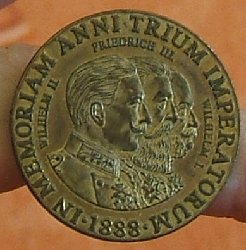 IN MEMORIAM ANNI TRIUM IMPERATORUM
WILHELM II
FRIEDRICH III.
WILHELM I.
·1888·